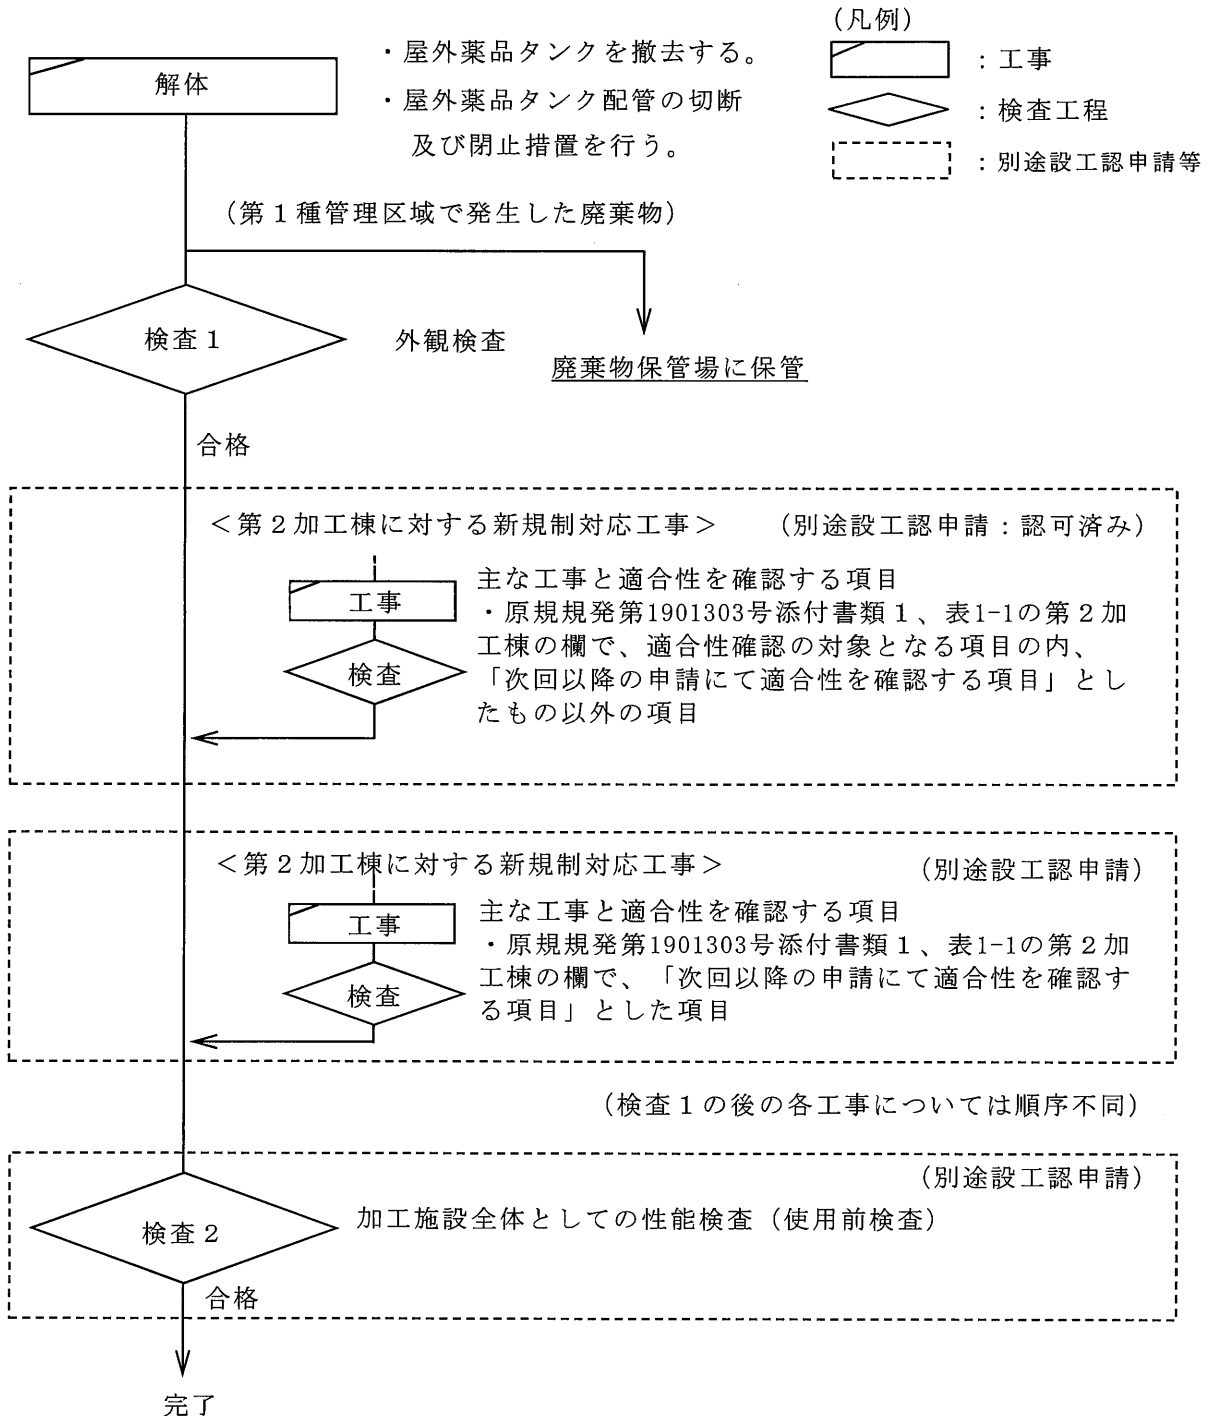 (凡例)
・屋外薬品タンクを撤去する。
：工事
解体
・屋外薬品タンク配管の切断
及び閉止措置を行う。
：検査工程
：別途設工認申請等
(第１種管理区域で発生した廃棄物)
検査１
外観検査
廃棄物保管場に保管
合格
＜第２加工棟に対する新規制対応工事＞
(別途設工認申請：認可済み)
工事
検査
主な工事と適合性を確認する項目
・原規規発第1901303号添付書類１、表1-1の第２加
工棟の欄で、適合性確認の対象となる項目の内、
「次回以降の申請にて適合性を確認する項目」とし
たもの以外の項目
＜第２加工棟に対する新規制対応工事＞
(別途設工認申請)
工事
検査
主な工事と適合性を確認する項目
・原規規発第1901303号添付書類１、表1-1の第２加
工棟の欄で、「次回以降の申請にて適合性を確認す
る項目」とした項目
(検査１の後の各工事については順序不同)
(別途設工認申請)
検査２
加工施設全体としての性能検査 (使用前検査)
合格
完了